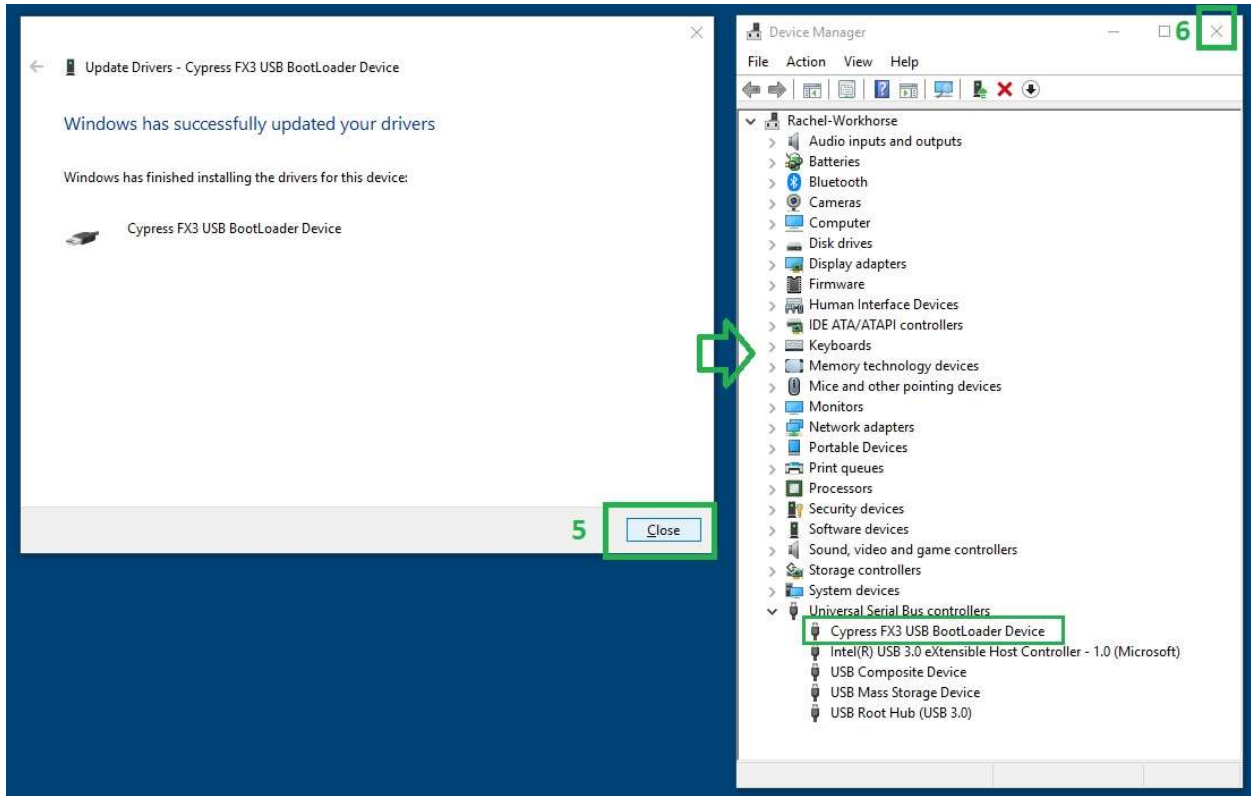 Update Drivers - Cypress FX3 USB BootLoader Device
Windows has successfully updated your drivers
Windows has finished installing the drivers for this device:
Cypress FX3 USB BootLoader Device
5
Close
Device Manager
6
File Action View Help
Rachel-Workhorse
Audio inputs and outputs
Batteries
Bluetooth
Cameras
Computer
Disk drives
Display adapters
Firmware
Human Interface Devices
IDE ATA/ATAPI controllers
Keyboards
Memory technology devices
Mice and other pointing devices
Monitors
Network adapters
Portable Devices
Print queues
Processors
Security devices
Software devices
Sound, video and game controllers
Storage controllers
System devices
Universal Serial Bus controllers
Cypress FX3 USB BootLoader Device
Intel(R) USB 3.0 eXtensible Host Controller - 1.0 (Microsoft)
USB Composite Device
USB Mass Storage Device
USB Root Hub (USB 3.0)